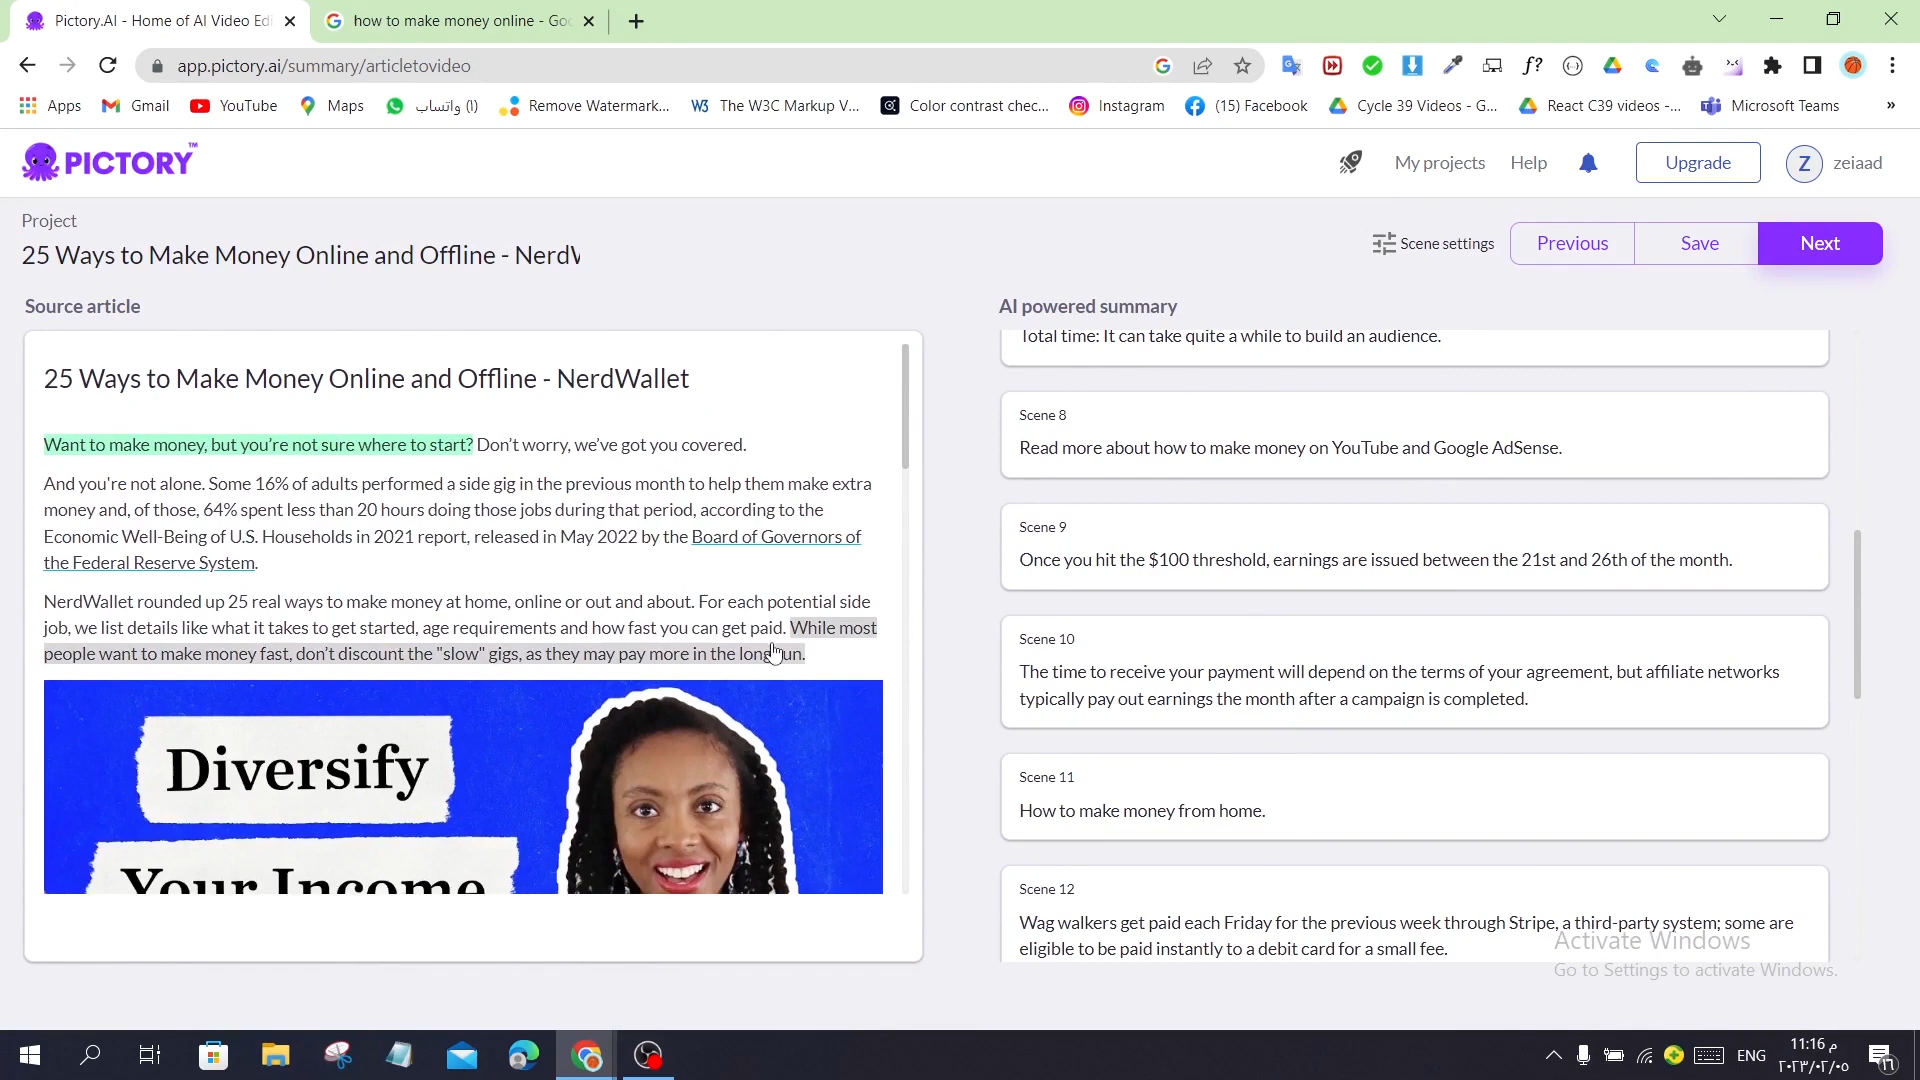 Pictory.AI - Home of AI Video Edi
how to make money online - Goo
app.pictory.ai/summary/articletovideo
Apps
Gmail
YouTube
Maps
(١) واتساب
Remove Watermark...
The W3C Markup V...
Color contrast chec...
Instagram
(15) Facebook
Cycle 39 Videos - G...
React C39 videos -...
Microsoft Teams
»
PICTORY™
My projects
Help
Upgrade
Z
zeiaad
Project
25 Ways to Make Money Online and Offline - NerdW
Scene settings
Previous
Save
Next
Source article
25 Ways to Make Money Online and Offline - NerdWallet
Want to make money, but you’re not sure where to start? Don’t worry, we’ve got you covered.
And you're not alone. Some 16% of adults performed a side gig in the previous month to help them make extra
money and, of those, 64% spent less than 20 hours doing those jobs during that period, according to the
Economic Well-Being of U.S. Households in 2021 report, released in May 2022 by the Board of Governors of
the Federal Reserve System.
NerdWallet rounded up 25 real ways to make money at home, online or out and about. For each potential side
job, we list details like what it takes to get started, age requirements and how fast you can get paid. While most
people want to make money fast, don’t discount the "slow" gigs, as they may pay more in the long run.
Diversify
Your Income
AI powered summary
Total time: It can take quite a while to build an audience.
Scene 8
Read more about how to make money on YouTube and Google AdSense.
Scene 9
Once you hit the $100 threshold, earnings are issued between the 21st and 26th of the month.
Scene 10
The time to receive your payment will depend on the terms of your agreement, but affiliate networks
typically pay out earnings the month after a campaign is completed.
Scene 11
How to make money from home.
Scene 12
Wag walkers get paid each Friday for the previous week through Stripe, a third-party system; some are
eligible to be paid instantly to a debit card for a small fee.
Activate Windows
Go to Settings to activate Windows.
ENG
11:16 م
٢٠٢٣/٠٢/٠٥
١٦